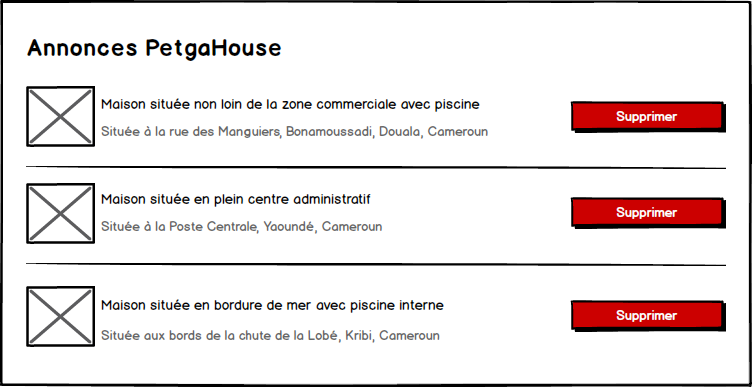 Annonces PetgaHouse
Maison située non loin de la zone commerciale avec piscine
Située à la rue des Manguiers, Bonamoussadi, Douala, Cameroun
Supprimer
Maison située en plein centre administratif
Située à la Poste Centrale, Yaoundé, Cameroun
Supprimer
Maison située en bordure de mer avec piscine interne
Située aux bords de la chute de la Lobé, Kribi, Cameroun
Supprimer